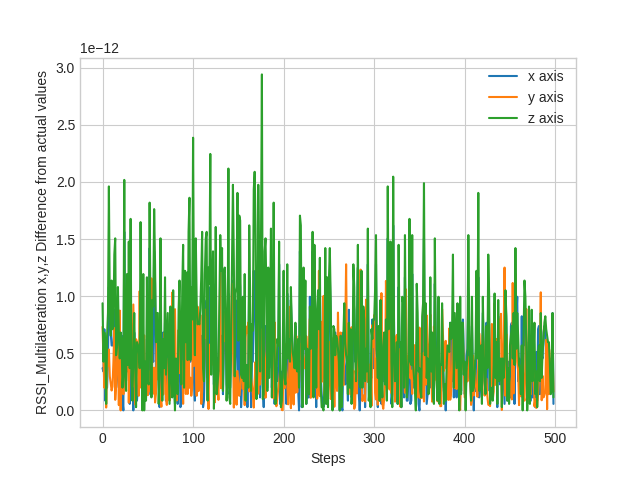 1e−12
3.0
2.5
2.0
1.5
1.0
0.5
0.0
RSSI_Multilateration x,y,z Difference from actual values
x axis
y axis
z axis
0 100 200 300 400 500
Steps